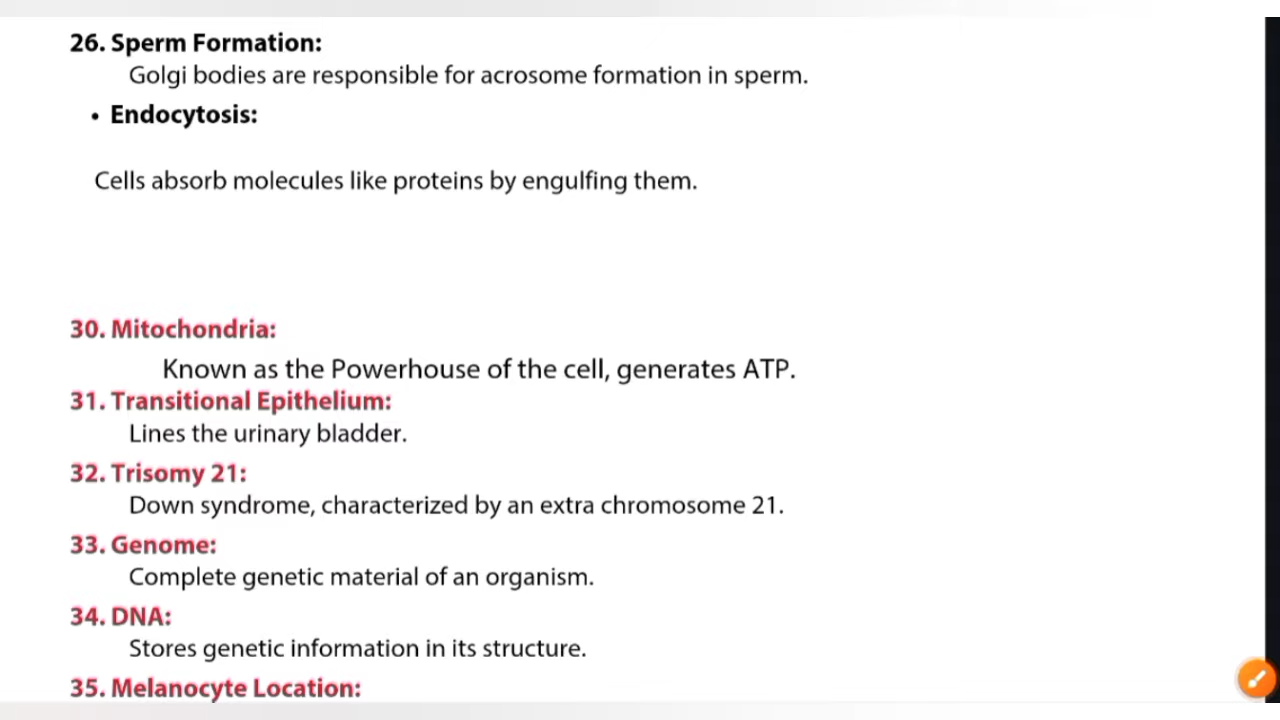 26. Sperm Formation:
Golgi bodies are responsible for acrosome formation in sperm.
• Endocytosis:
Cells absorb molecules like proteins by engulfing them.
30. Mitochondria:
Known as the Powerhouse of the cell, generates ATP.
31. Transitional Epithelium:
Lines the urinary bladder.
32. Trisomy 21:
Down syndrome, characterized by an extra chromosome 21.
33. Genome:
Complete genetic material of an organism.
34. DNA:
Stores genetic information in its structure.
35. Melanocyte Location: